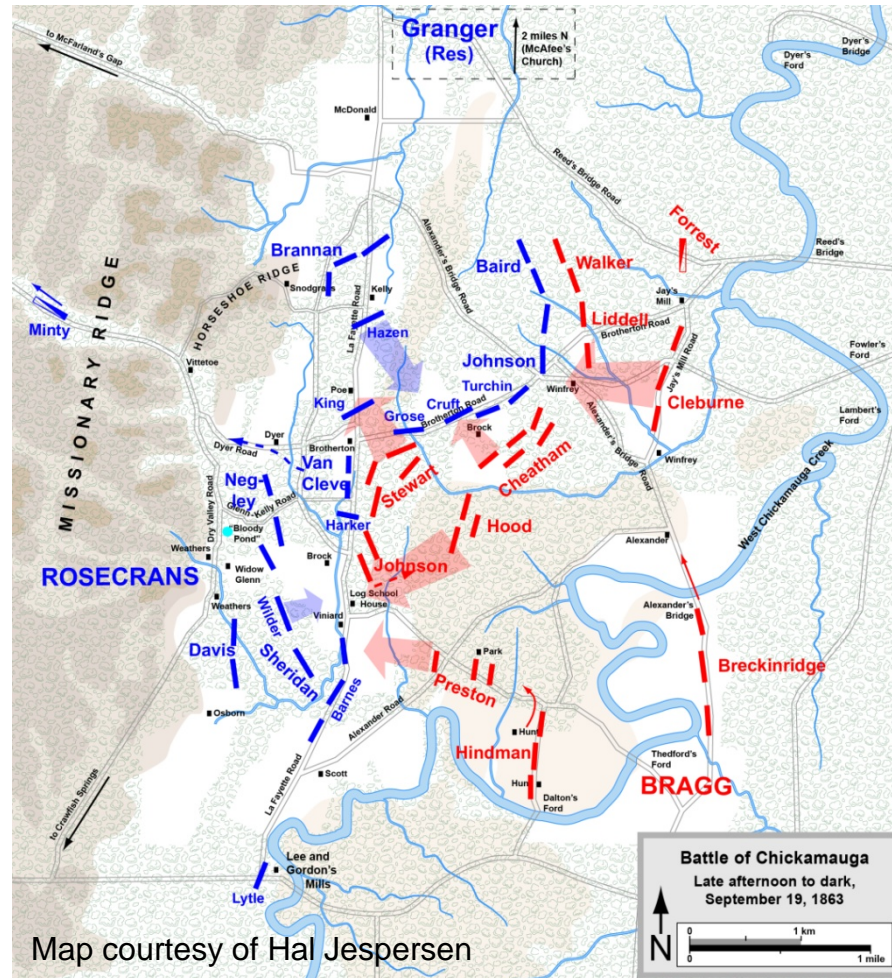 Granger
(Res)
2 miles N
(McAfee's
Church)
to McFarland's Gap
Dyer's
Bridge
Dyer's
Ford
McDonald
Reed's Bridge Road
Alexander's Bridge Road
Forrest
Reed's
Bridge
Brannan
Baird
Walker
MISSIONARY RIDGE
HORSESHOE RIDGE
Snodgrass
Kelly
La Fayette Road
Jay's
Mill
Minty
Hazen
Liddell
Brotherton Road
Vittetoe
Johnson
Fowler's
Ford
Jay's Mill Road
Poe
Turchin
Winfrey
King
Cruft
Cleburne
Lambert's
Ford
Grose
Brotherton Road
Dyer
Brock
Dyer Road
Brotherton
Alexander's Bridge Road
Winfrey
Van
Cleve
Stewart
Cheatham
Neg-
ley
Glenn-Kelly Road
West Chickamauga Creek
Dry Valley Road
Harker
Hood
"Bloody
Pond"
Alexander
Weathers
Brock
Widow
Glenn
Johnson
ROSECRANS
Log School
House
Weathers
Wilder
Viniard
Alexander's
Bridge
Davis
Sheridan
Park
Breckinridge
Preston
Barnes
Osborn
Alexander Road
Hunt
Hindman
Thedford's
Ford
La Fayette Road
Scott
Hunt
BRAGG
to Crawfish Springs
Dalton's
Ford
Lee and
Gordon's
Mills
Lytle
Battle of Chickamauga
Late afternoon to dark,
September 19, 1863
N
0 1 km
0 1 mile
Map courtesy of Hal Jespersen